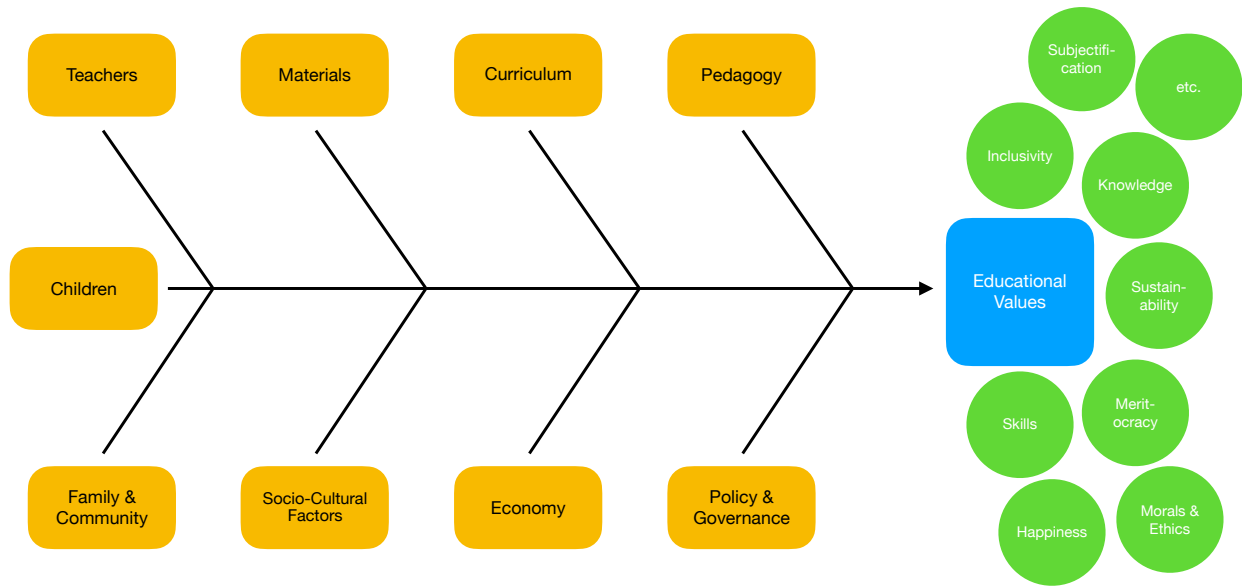 Teachers
Materials
Curriculum
Pedagogy
Children
Family &
Community
Socio-Cultural
Factors
Economy
Policy &
Governance
Educational
Values
Subjectifi-
cation
etc.
Inclusivity
Knowledge
Sustain-
ability
Merit-
ocracy
Skills
Happiness
Morals &
Ethics